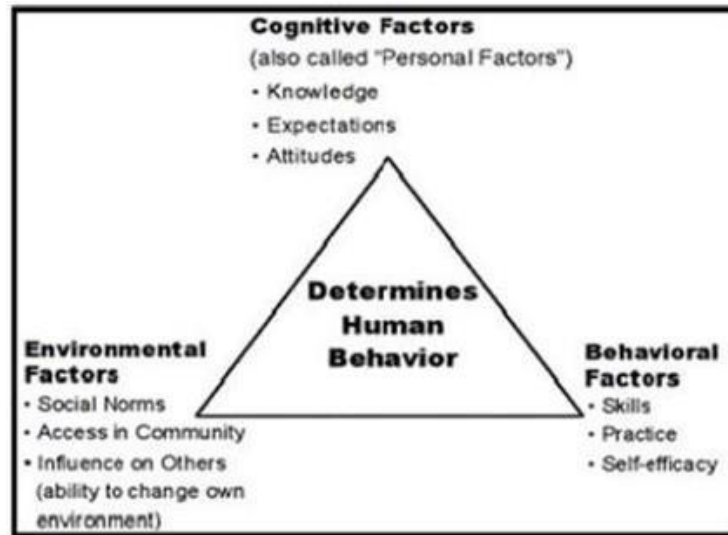 Cognitive Factors
(also called "Personal Factors")
• Knowledge
• Expectations
• Attitudes
Determines
Human
Behavior
Environmental
Factors
• Social Norms
• Access in Community
• Influence on Others
(ability to change own
environment)
Behavioral
Factors
• Skills
• Practice
• Self-efficacy